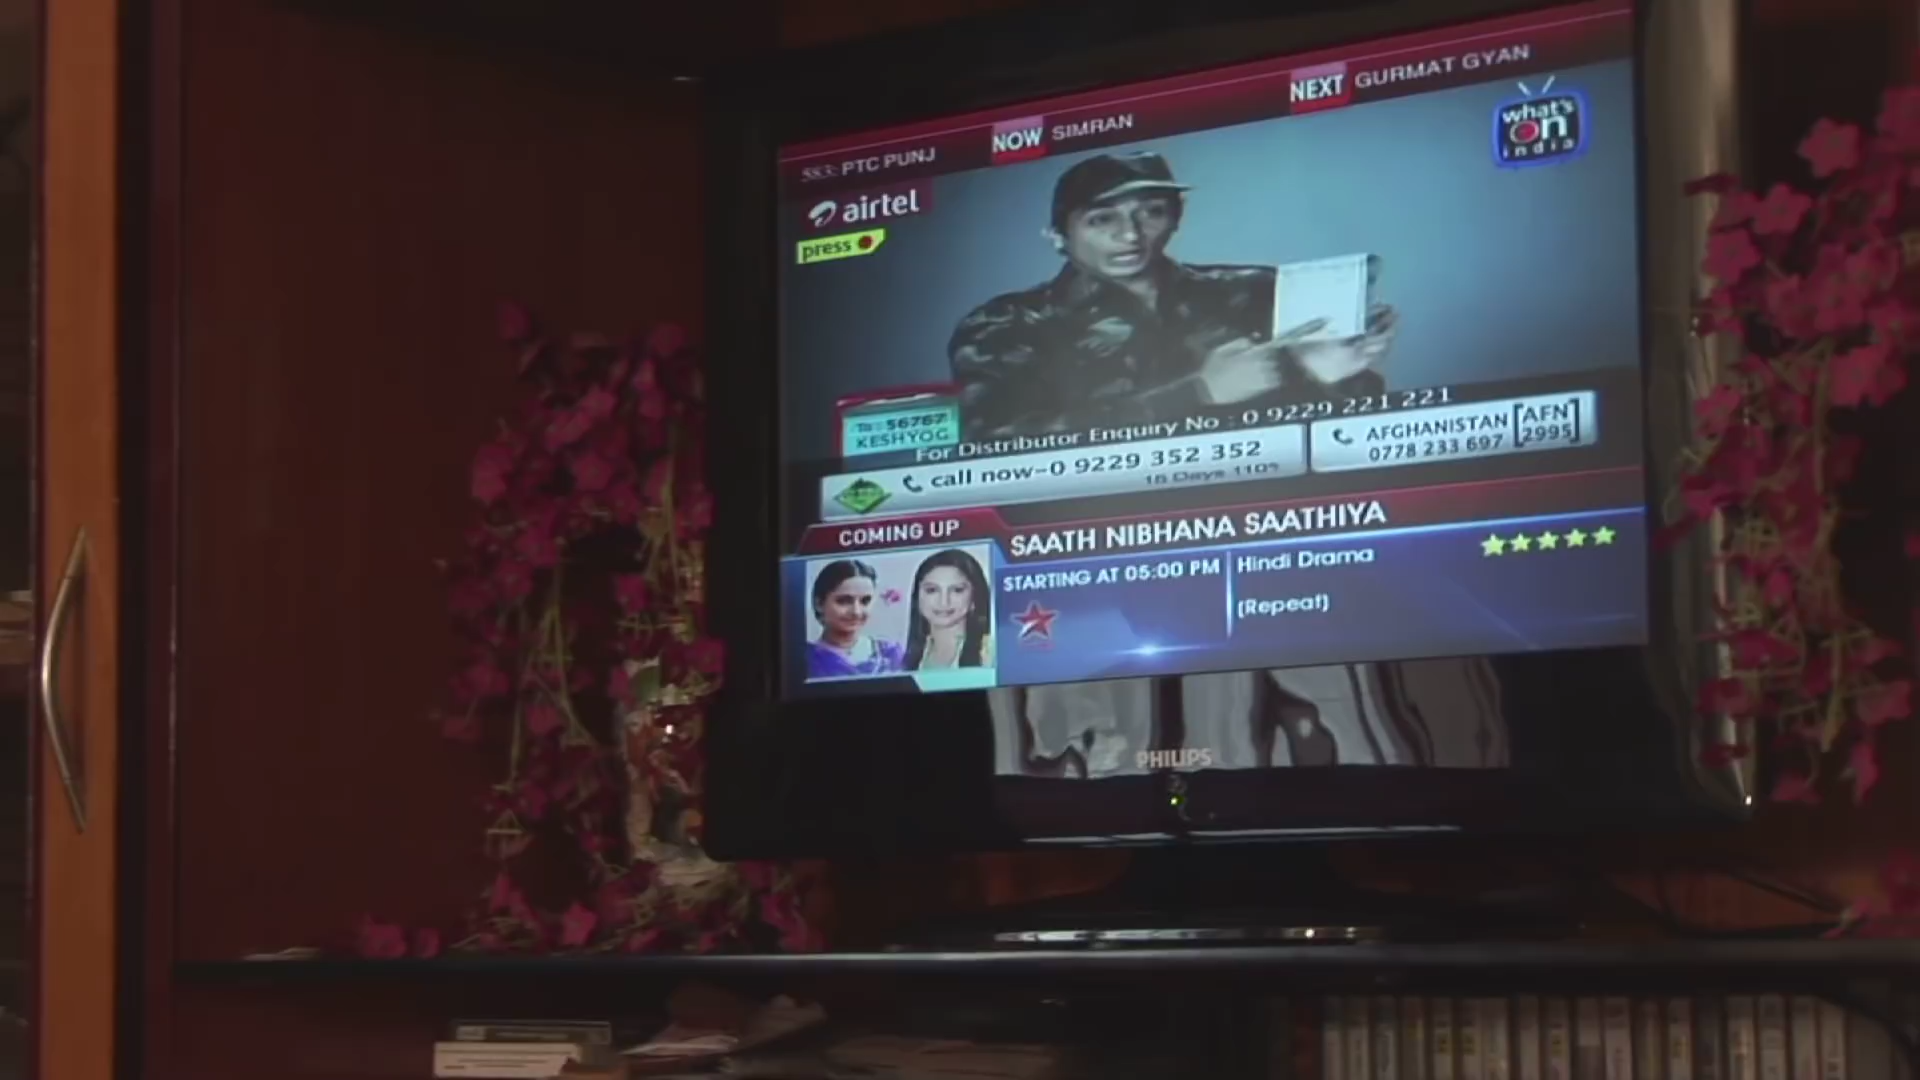 583: PTC PUNJ NOW SIMRAN NEXT GURMAT GYAN
what's
on
india
airtel
press
To: 56767
KESHYOG
For Distributor Enquiry No : 0 9229 221 221
call now-0 9229 352 352
AFGHANISTAN
0778 233 697
[AFN 2995]
COMING UP
SAATH NIBHANA SAATHIYA
STARTING AT 05:00 PM
Hindi Drama
(Repeat)
PHILIPS